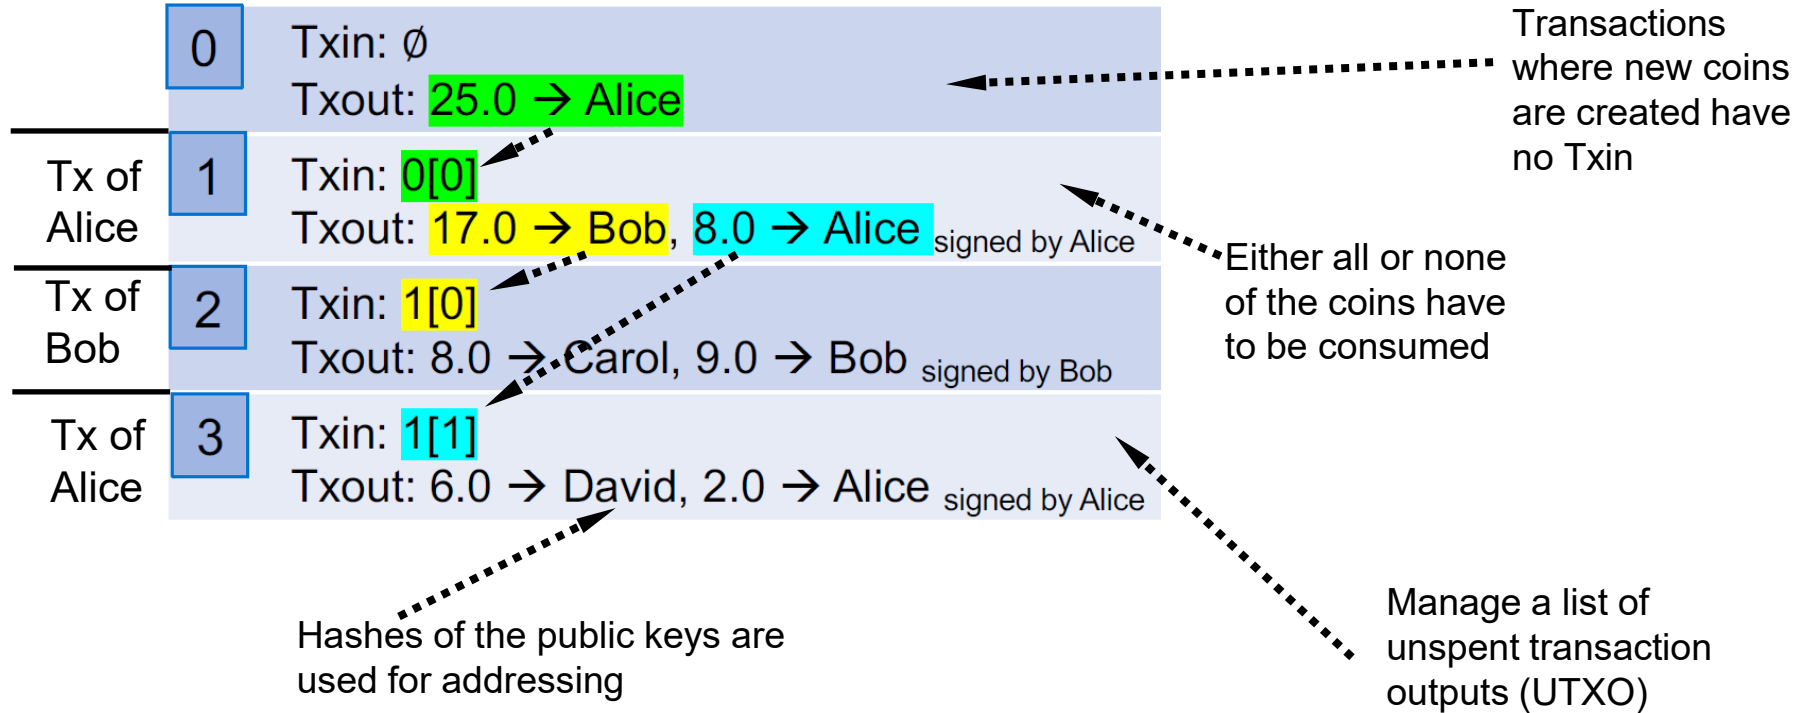 0
Txin: ∅
Txout: 25.0 → Alice
Transactions
where new coins
are created have
no Txin
Tx of
Alice
1
Txin: 0[0]
Txout: 17.0 → Bob, 8.0 → Alice signed by Alice
Either all or none
of the coins have
to be consumed
Tx of
Bob
2
Txin: 1[0]
Txout: 8.0 → Carol, 9.0 → Bob signed by Bob
Tx of
Alice
3
Txin: 1[1]
Txout: 6.0 → David, 2.0 → Alice signed by Alice
Hashes of the public keys are
used for addressing
Manage a list of
unspent transaction
outputs (UTXO)